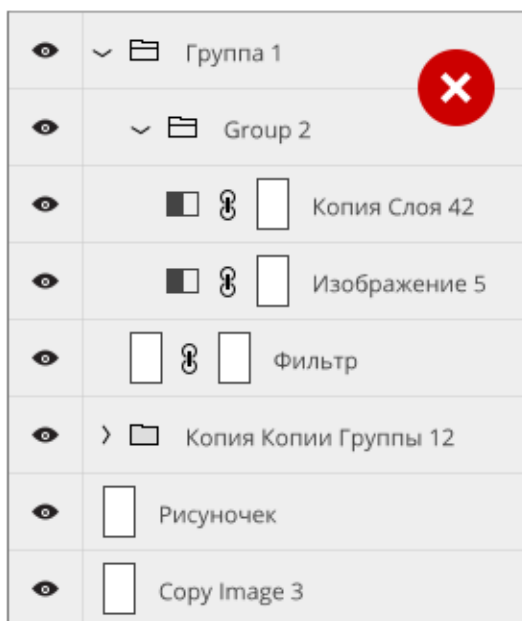 Группа 1
Group 2
Копия Слоя 42
Изображение 5
Фильтр
Копия Копии Группы 12
Рисуночек
Copy Image 3